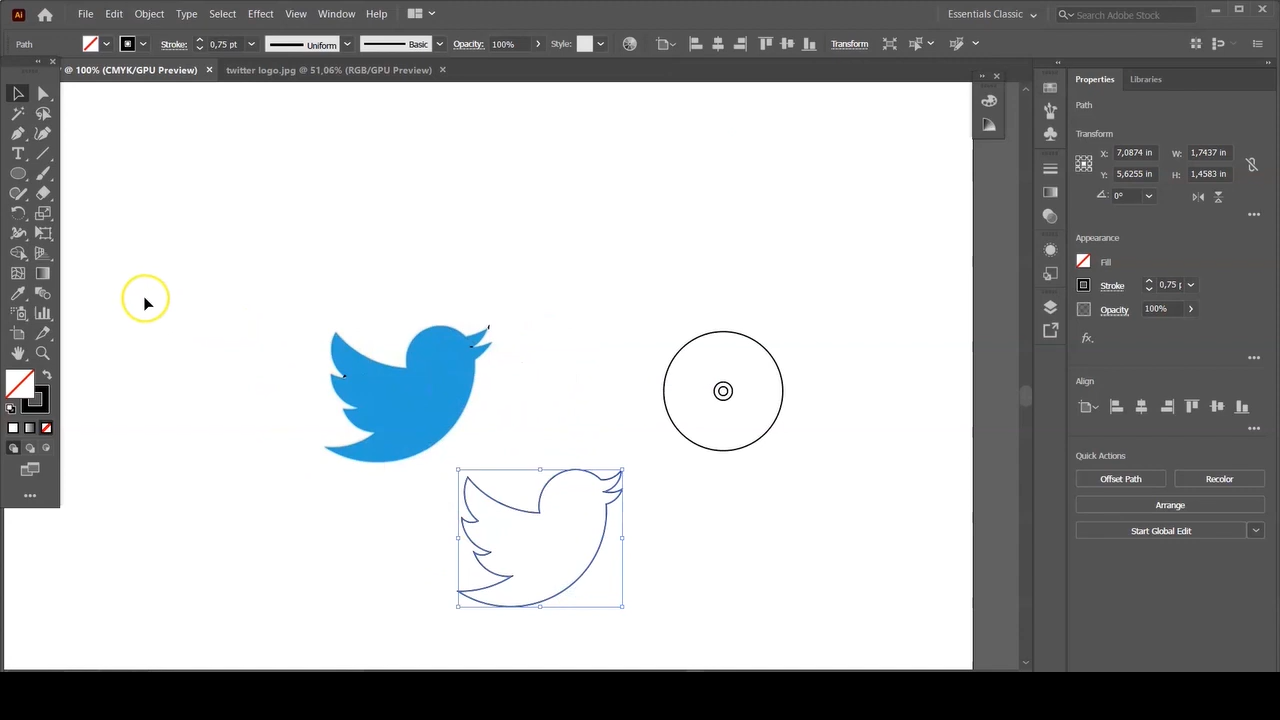 Ai File Edit Object Type Select Effect View Window Help Essentials Classic Search Adobe Stock
Path Stroke: 0,75 pt Uniform Basic Opacity: 100% Style: Transform
@ 100% (CMYK/GPU Preview) × twitter logo.jpg @ 51,06% (RGB/GPU Preview) ×
Properties Libraries
Path
Transform
X: 7,0874 in W: 1,7437 in
Y: 5,6255 in H: 1,4583 in
0°
Appearance
Fill
Stroke 0,75 p
Opacity 100%
fx.
Align
Quick Actions
Offset Path Recolor
Arrange
Start Global Edit